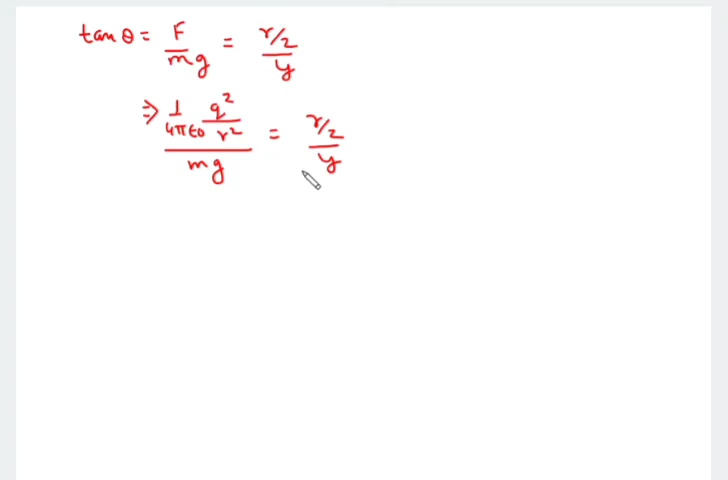 tan θ = F/mg = r/2/y
⇒ 1/4πϵ0 q²/r² / mg = r/2/y